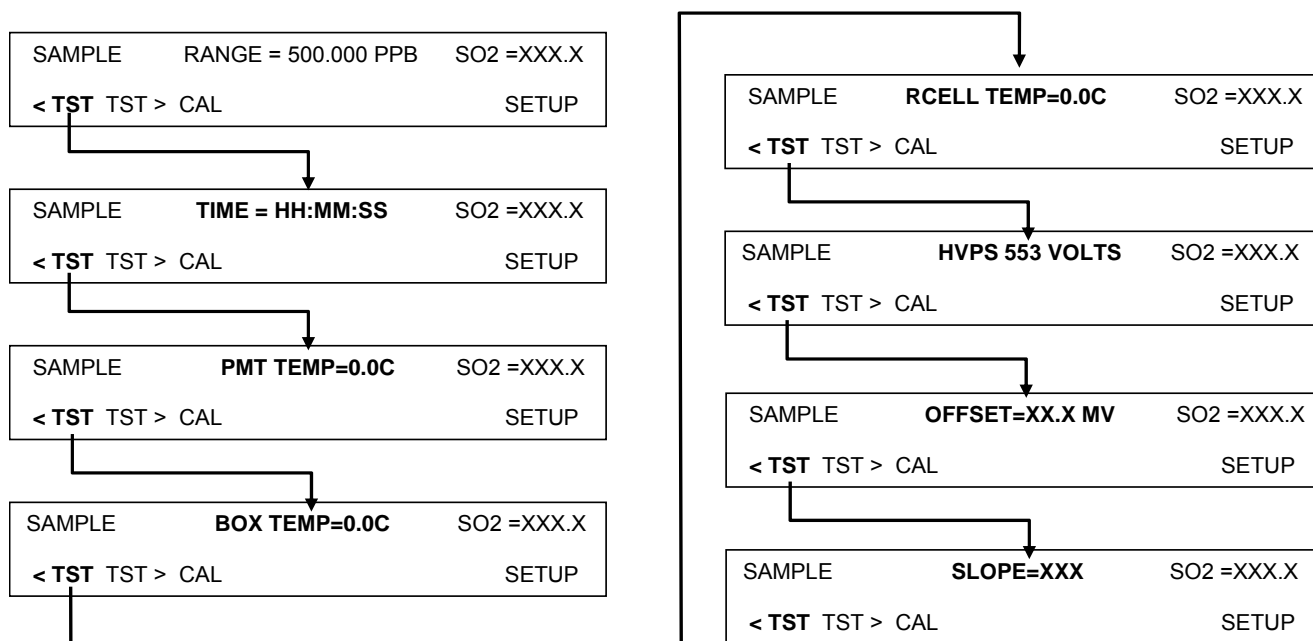 SAMPLE RANGE = 500.000 PPB SO2 =XXX.X
< TST TST > CAL SETUP
SAMPLE TIME = HH:MM:SS SO2 =XXX.X
< TST TST > CAL SETUP
SAMPLE PMT TEMP=0.0C SO2 =XXX.X
< TST TST > CAL SETUP
SAMPLE BOX TEMP=0.0C SO2 =XXX.X
< TST TST > CAL SETUP
SAMPLE RCELL TEMP=0.0C SO2 =XXX.X
< TST TST > CAL SETUP
SAMPLE HVPS 553 VOLTS SO2 =XXX.X
< TST TST > CAL SETUP
SAMPLE OFFSET=XX.X MV SO2 =XXX.X
< TST TST > CAL SETUP
SAMPLE SLOPE=XXX SO2 =XXX.X
< TST TST > CAL SETUP